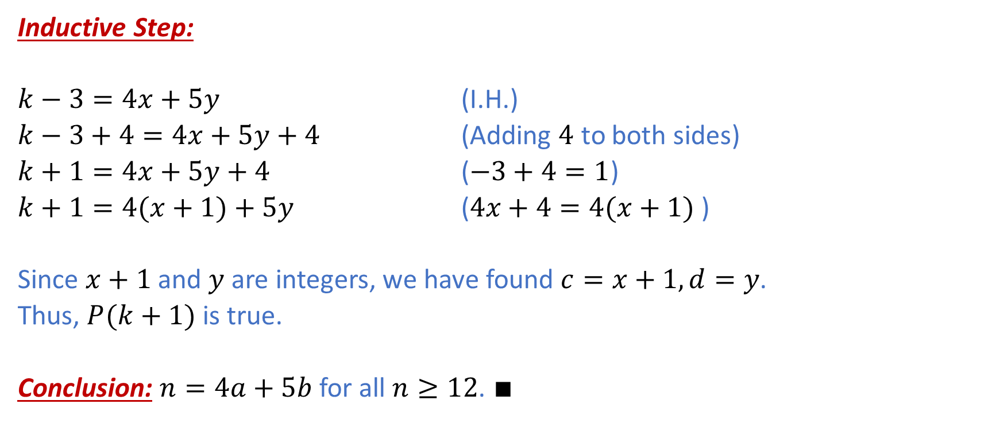 Inductive Step:
k − 3 = 4x + 5y (I.H.)
k − 3 + 4 = 4x + 5y + 4 (Adding 4 to both sides)
k + 1 = 4x + 5y + 4 (−3 + 4 = 1)
k + 1 = 4(x + 1) + 5y (4x + 4 = 4(x + 1) )
Since x + 1 and y are integers, we have found c = x + 1, d = y.
Thus, P(k + 1) is true.
Conclusion: n = 4a + 5b for all n ≥ 12. ■